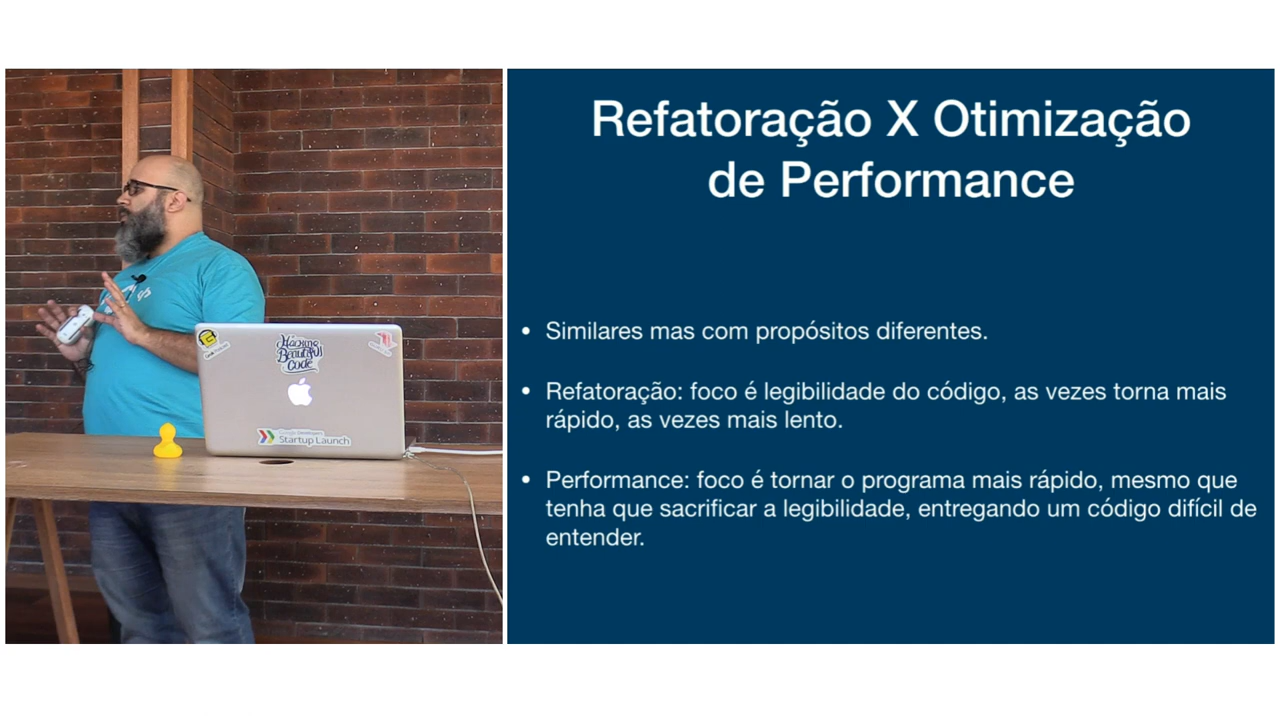 Refatoração X Otimização
de Performance
Hacking
Beautiful
Code
Startup Launch
• Similares mas com propósitos diferentes.
• Refatoração: foco é legibilidade do código, as vezes torna mais
rápido, as vezes mais lento.
• Performance: foco é tornar o programa mais rápido, mesmo que
tenha que sacrificar a legibilidade, entregando um código difícil de
entender.